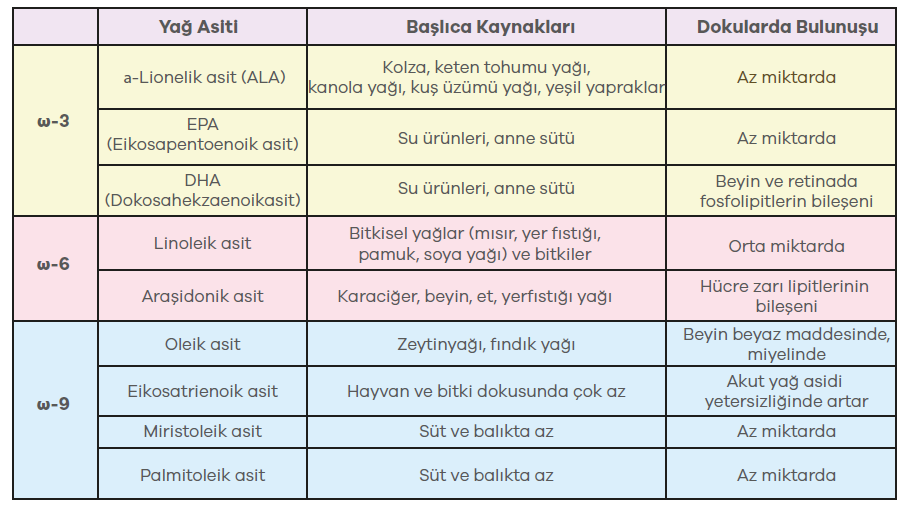 Yağ Asiti
Başlıca Kaynakları
Dokularda Bulunuşu
ω-3
a-Lionelik asit (ALA)
Kolza, keten tohumu yağı,
kanola yağı, kuş üzümü yağı, yeşil yapraklar
Az miktarda
EPA
(Eikosapentoenoik asit)
Su ürünleri, anne sütü
Az miktarda
DHA
(Dokosahekzaenoikasit)
Su ürünleri, anne sütü
Beyin ve retinada
fosfolipitlerin bileşeni
ω-6
Linoleik asit
Bitkisel yağlar (mısır, yer fıstığı,
pamuk, soya yağı) ve bitkiler
Orta miktarda
Araşidonik asit
Karaciğer, beyin, et, yerfıstığı yağı
Hücre zarı lipitlerinin
bileşeni
ω-9
Oleik asit
Zeytinyağı, fındık yağı
Beyin beyaz maddesinde,
miyelinde
Eikosatrienoik asit
Hayvan ve bitki dokusunda çok az
Akut yağ asidi
yetersizliğinde artar
Miristoleik asit
Süt ve balıkta az
Az miktarda
Palmitoleik asit
Süt ve balıkta az
Az miktarda